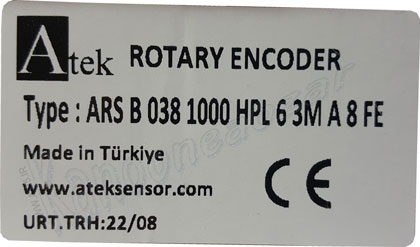 Atek ROTARY ENCODER
Type : ARS B 038 1000 HPL 6 3M A 8 FE
Made in Türkiye
www.ateksensor.com
CE
URT.TRH:22/08